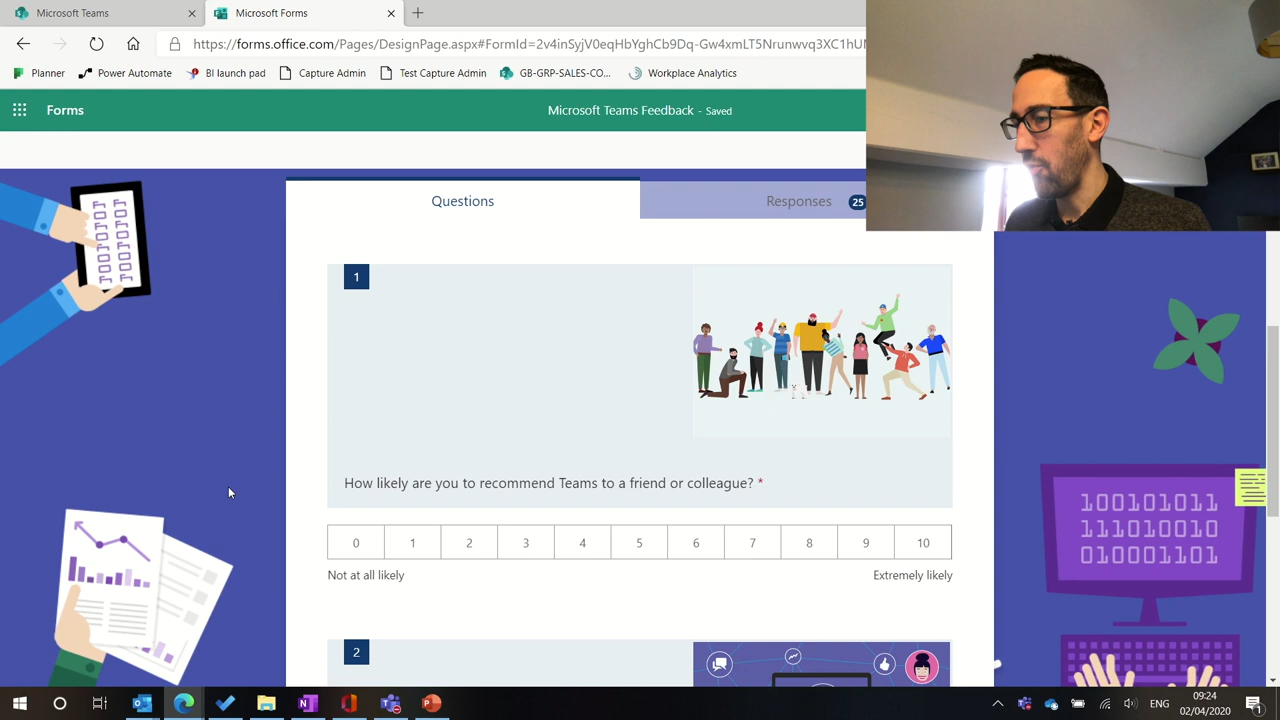 Microsoft Teams
Microsoft Forms
https://forms.office.com/Pages/DesignPage.aspx#FormId=2v4inSyjV0eqHbYghCb9Dq-Gw4xmLT5Nrunwvq3XC1hU
Planner
Power Automate
BI launch pad
Capture Admin
Test Capture Admin
GB-GRP-SALES-CO...
Workplace Analytics
Forms
Microsoft Teams Feedback - Saved
Questions
Responses
25
1
How likely are you to recommend Teams to a friend or colleague? *
0 1 2 3 4 5 6 7 8 9 10
Not at all likely
Extremely likely
100101011
111010010
010001101
2
09:24
02/04/2020
1